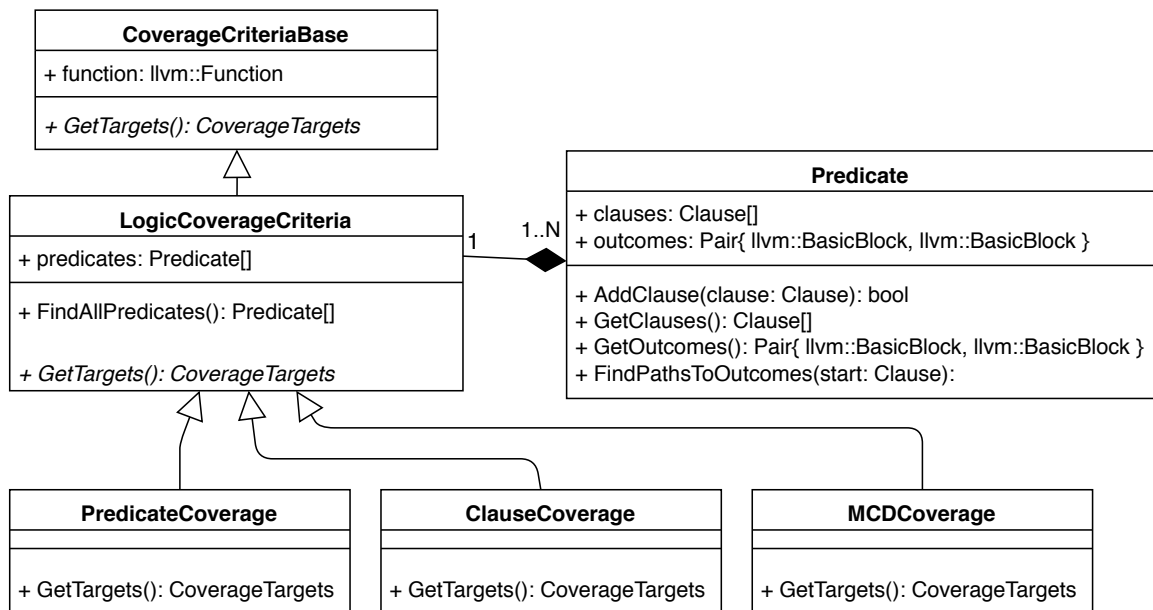 CoverageCriteriaBase
+ function: llvm::Function
+ GetTargets(): CoverageTargets
LogicCoverageCriteria
+ predicates: Predicate[]
+ FindAllPredicates(): Predicate[]
+ GetTargets(): CoverageTargets
1
1..N
Predicate
+ clauses: Clause[]
+ outcomes: Pair{ llvm::BasicBlock, llvm::BasicBlock }
+ AddClause(clause: Clause): bool
+ GetClauses(): Clause[]
+ GetOutcomes(): Pair{ llvm::BasicBlock, llvm::BasicBlock }
+ FindPathsToOutcomes(start: Clause):
PredicateCoverage
+ GetTargets(): CoverageTargets
ClauseCoverage
+ GetTargets(): CoverageTargets
MCDCoverage
+ GetTargets(): CoverageTargets